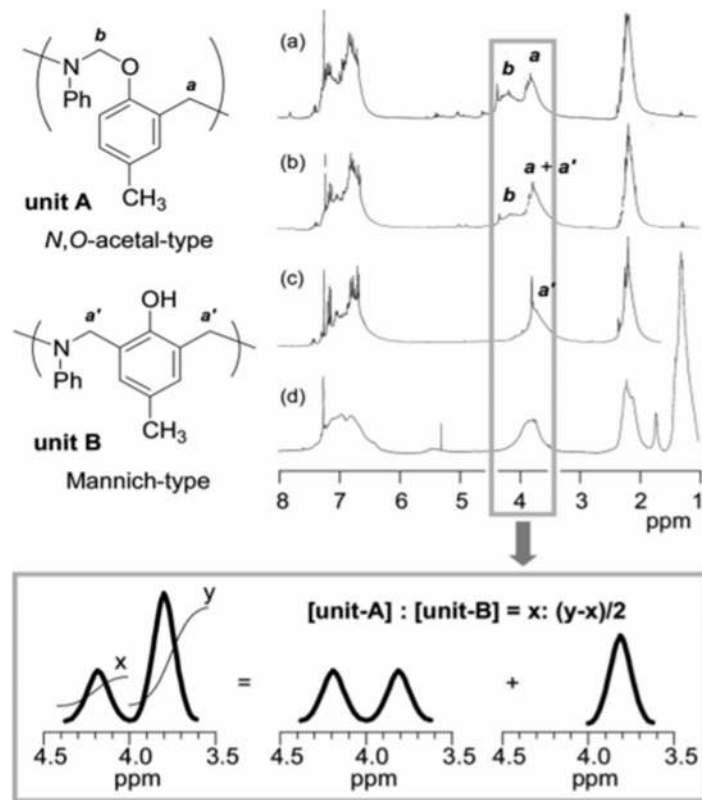 b
N
O
a
Ph
unit A
CH3
N,O-acetal-type
a'
OH
a'
N
Ph
unit B
CH3
Mannich-type
(a)
b
a
(b)
a + a'
b
(c)
a'
(d)
8 7 6 5 4 3 2 1
ppm
y
x
[unit-A] : [unit-B] = x: (y-x)/2
=
+
4.5 4.0 3.5
ppm
4.5 4.0 3.5
ppm
4.5 4.0 3.5
ppm